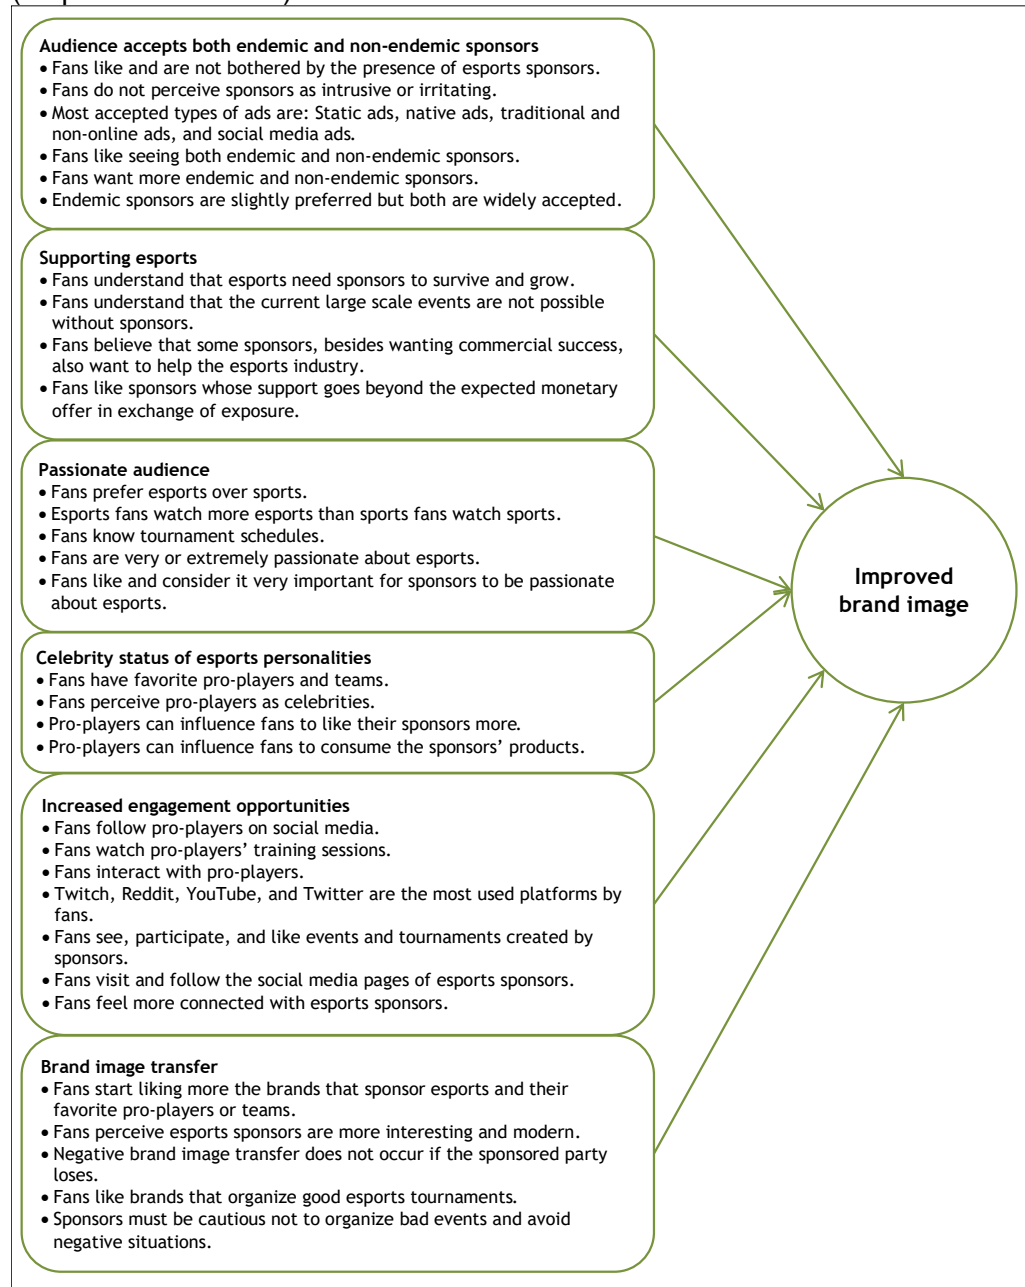 Audience accepts both endemic and non-endemic sponsors
• Fans like and are not bothered by the presence of esports sponsors.
• Fans do not perceive sponsors as intrusive or irritating.
• Most accepted types of ads are: Static ads, native ads, traditional and
non-online ads, and social media ads.
• Fans like seeing both endemic and non-endemic sponsors.
• Fans want more endemic and non-endemic sponsors.
• Endemic sponsors are slightly preferred but both are widely accepted.
Supporting esports
• Fans understand that esports need sponsors to survive and grow.
• Fans understand that the current large scale events are not possible
without sponsors.
• Fans believe that some sponsors, besides wanting commercial success,
also want to help the esports industry.
• Fans like sponsors whose support goes beyond the expected monetary
offer in exchange of exposure.
Passionate audience
• Fans prefer esports over sports.
• Esports fans watch more esports than sports fans watch sports.
• Fans know tournament schedules.
• Fans are very or extremely passionate about esports.
• Fans like and consider it very important for sponsors to be passionate
about esports.
Celebrity status of esports personalities
• Fans have favorite pro-players and teams.
• Fans perceive pro-players as celebrities.
• Pro-players can influence fans to like their sponsors more.
• Pro-players can influence fans to consume the sponsors’ products.
Increased engagement opportunities
• Fans follow pro-players on social media.
• Fans watch pro-players’ training sessions.
• Fans interact with pro-players.
• Twitch, Reddit, YouTube, and Twitter are the most used platforms by
fans.
• Fans see, participate, and like events and tournaments created by
sponsors.
• Fans visit and follow the social media pages of esports sponsors.
• Fans feel more connected with esports sponsors.
Brand image transfer
• Fans start liking more the brands that sponsor esports and their
favorite pro-players or teams.
• Fans perceive esports sponsors are more interesting and modern.
• Negative brand image transfer does not occur if the sponsored party
loses.
• Fans like brands that organize good esports tournaments.
• Sponsors must be cautious not to organize bad events and avoid
negative situations.
Improved
brand image